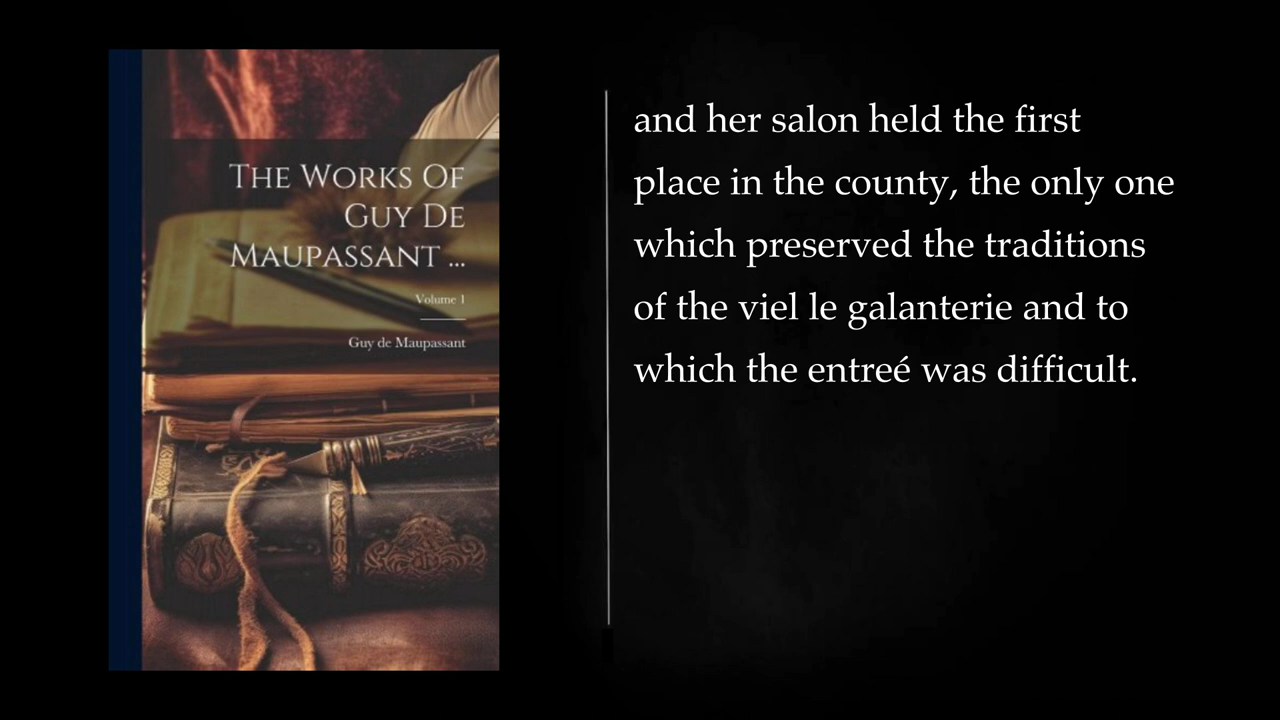 The Works Of
Guy De
Maupassant ...
Volume 1
Guy de Maupassant
and her salon held the first
place in the county, the only one
which preserved the traditions
of the viel le galanterie and to
which the entreé was difficult.